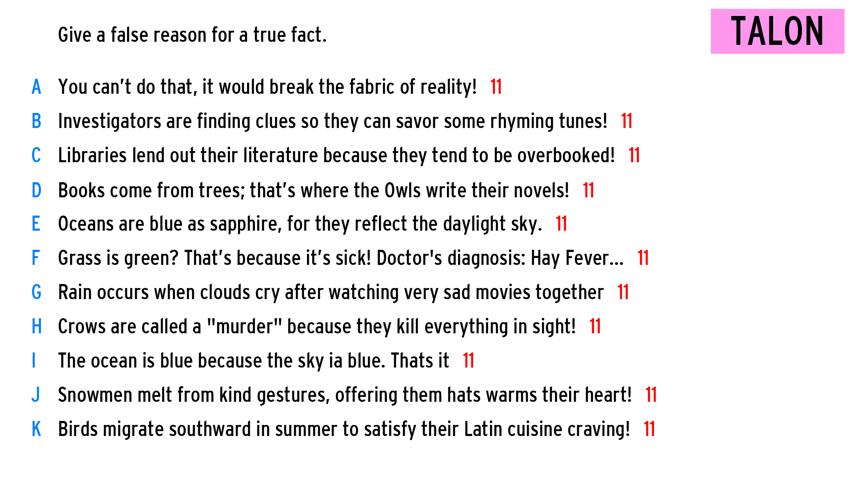 Give a false reason for a true fact.
TALON
A You can't do that, it would break the fabric of reality! 11
B Investigators are finding clues so they can savor some rhyming tunes! 11
C Libraries lend out their literature because they tend to be overbooked! 11
D Books come from trees; that's where the Owls write their novels! 11
E Oceans are blue as sapphire, for they reflect the daylight sky. 11
F Grass is green? That's because it's sick! Doctor's diagnosis: Hay Fever... 11
G Rain occurs when clouds cry after watching very sad movies together 11
H Crows are called a "murder" because they kill everything in sight! 11
I The ocean is blue because the sky ia blue. Thats it 11
J Snowmen melt from kind gestures, offering them hats warms their heart! 11
K Birds migrate southward in summer to satisfy their Latin cuisine craving! 11